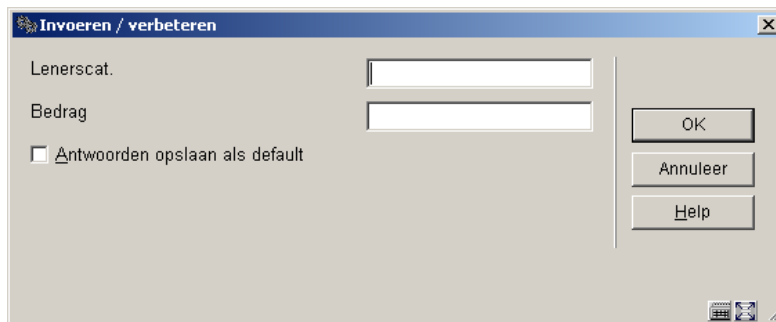 Invoeren / verbeteren
Lenerscat.
Bedrag
Antwoorden opslaan als default
OK
Annuleer
Help